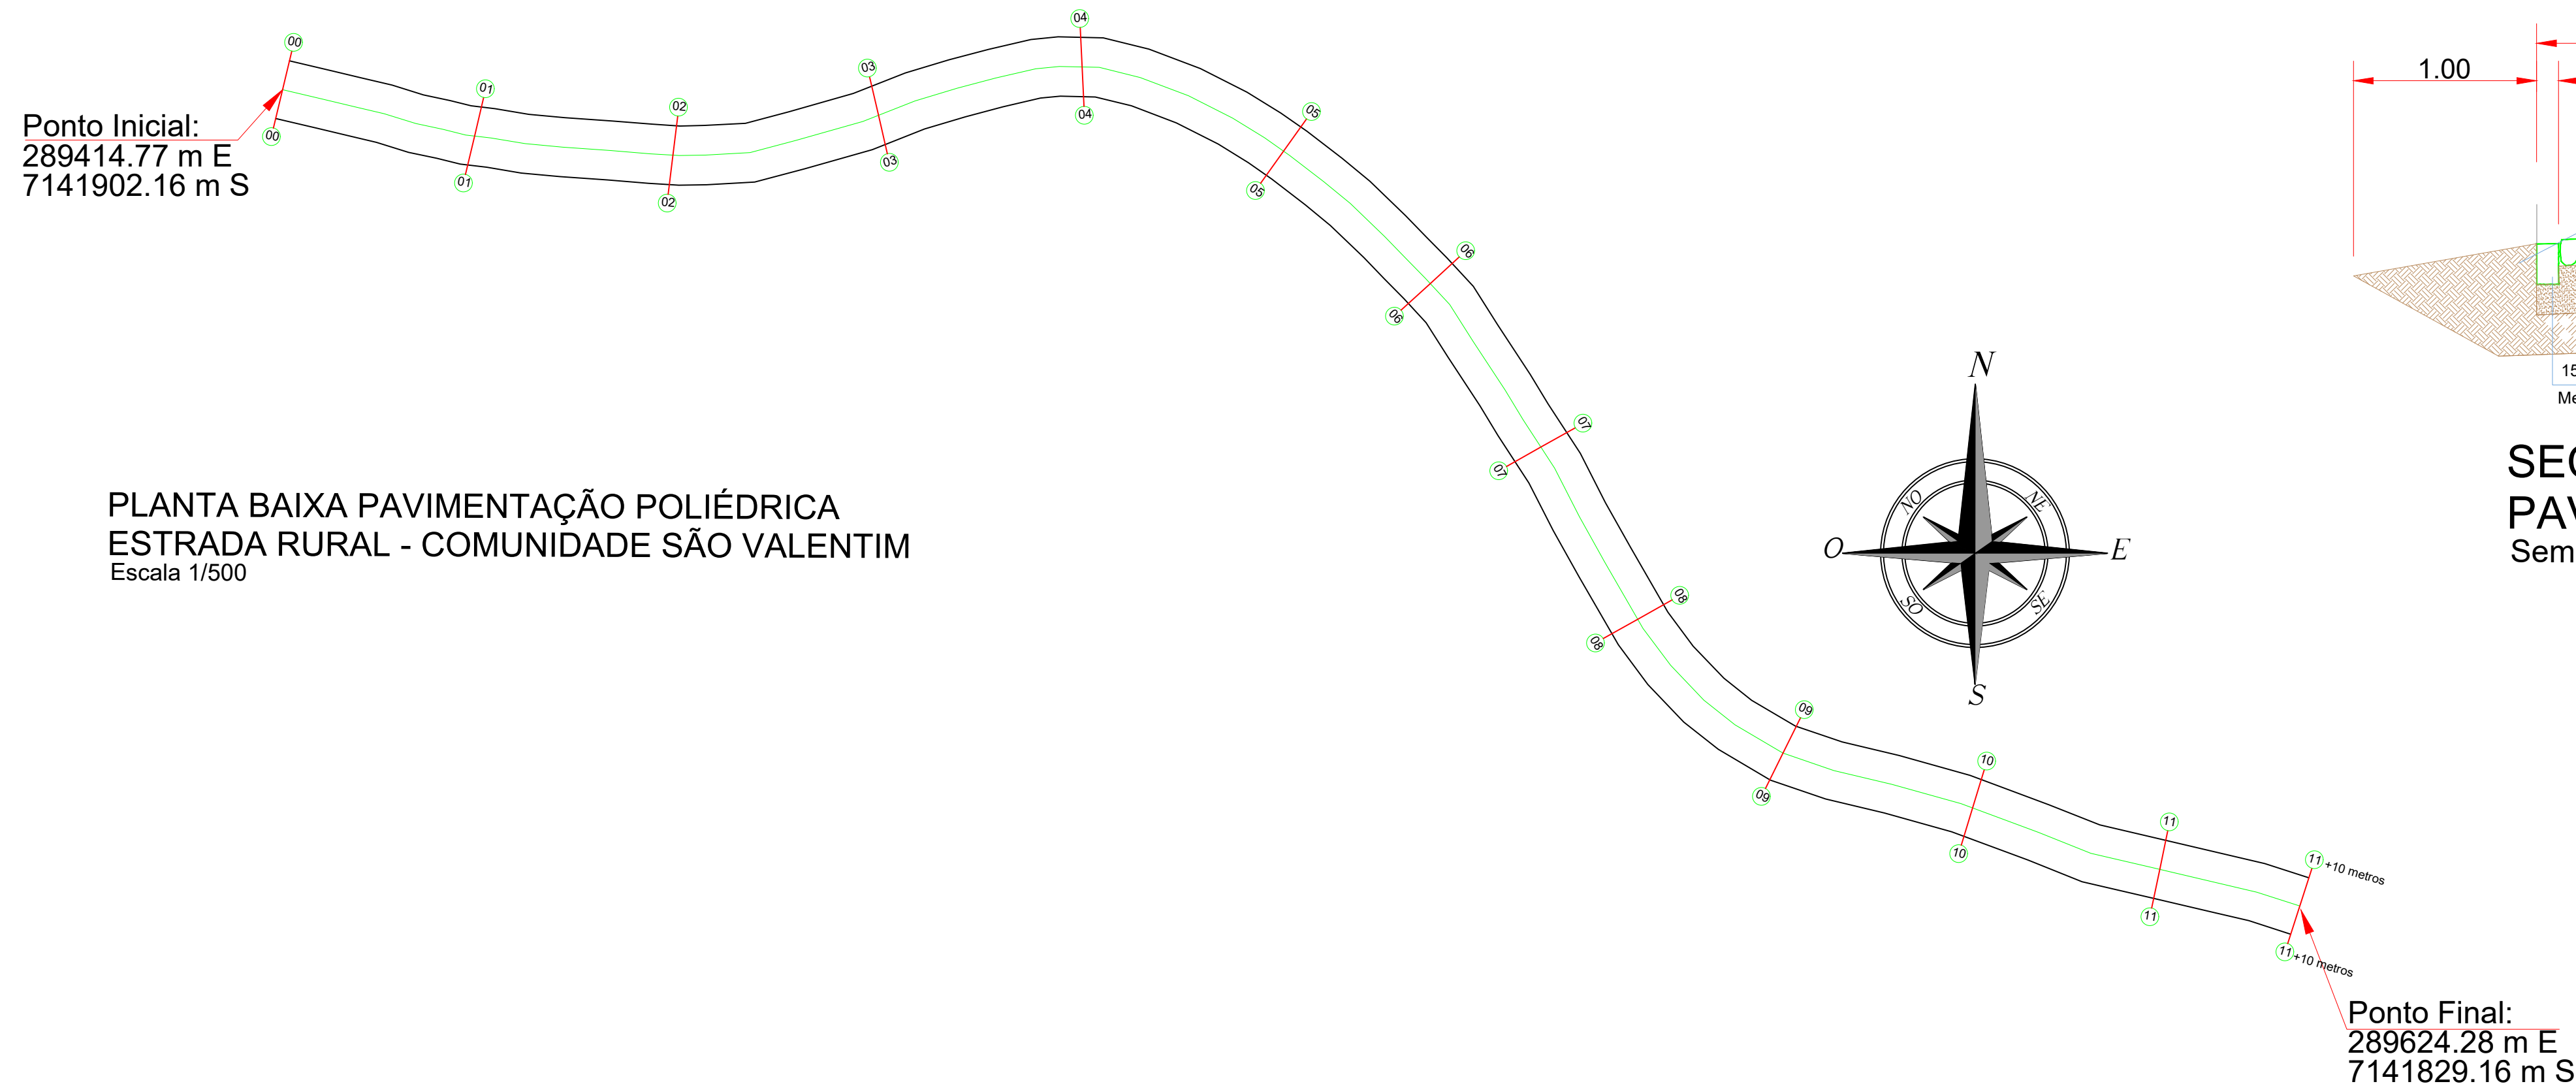 00
01
02
03
04
05
06
07
08
09
10
11
+10 metros
00
01
02
03
04
05
06
07
08
09
10
11
+10 metros
11
11
Ponto Inicial:
289414.77 m E
7141902.16 m S
PLANTA BAIXA PAVIMENTAÇÃO POLIÉDRICA
ESTRADA RURAL - COMUNIDADE SÃO VALENTIM
Escala 1/500
N
NO
NE
O
E
SO
SE
S
1.00
Sem
Ponto Final:
289624.28 m E
7141829.16 m S